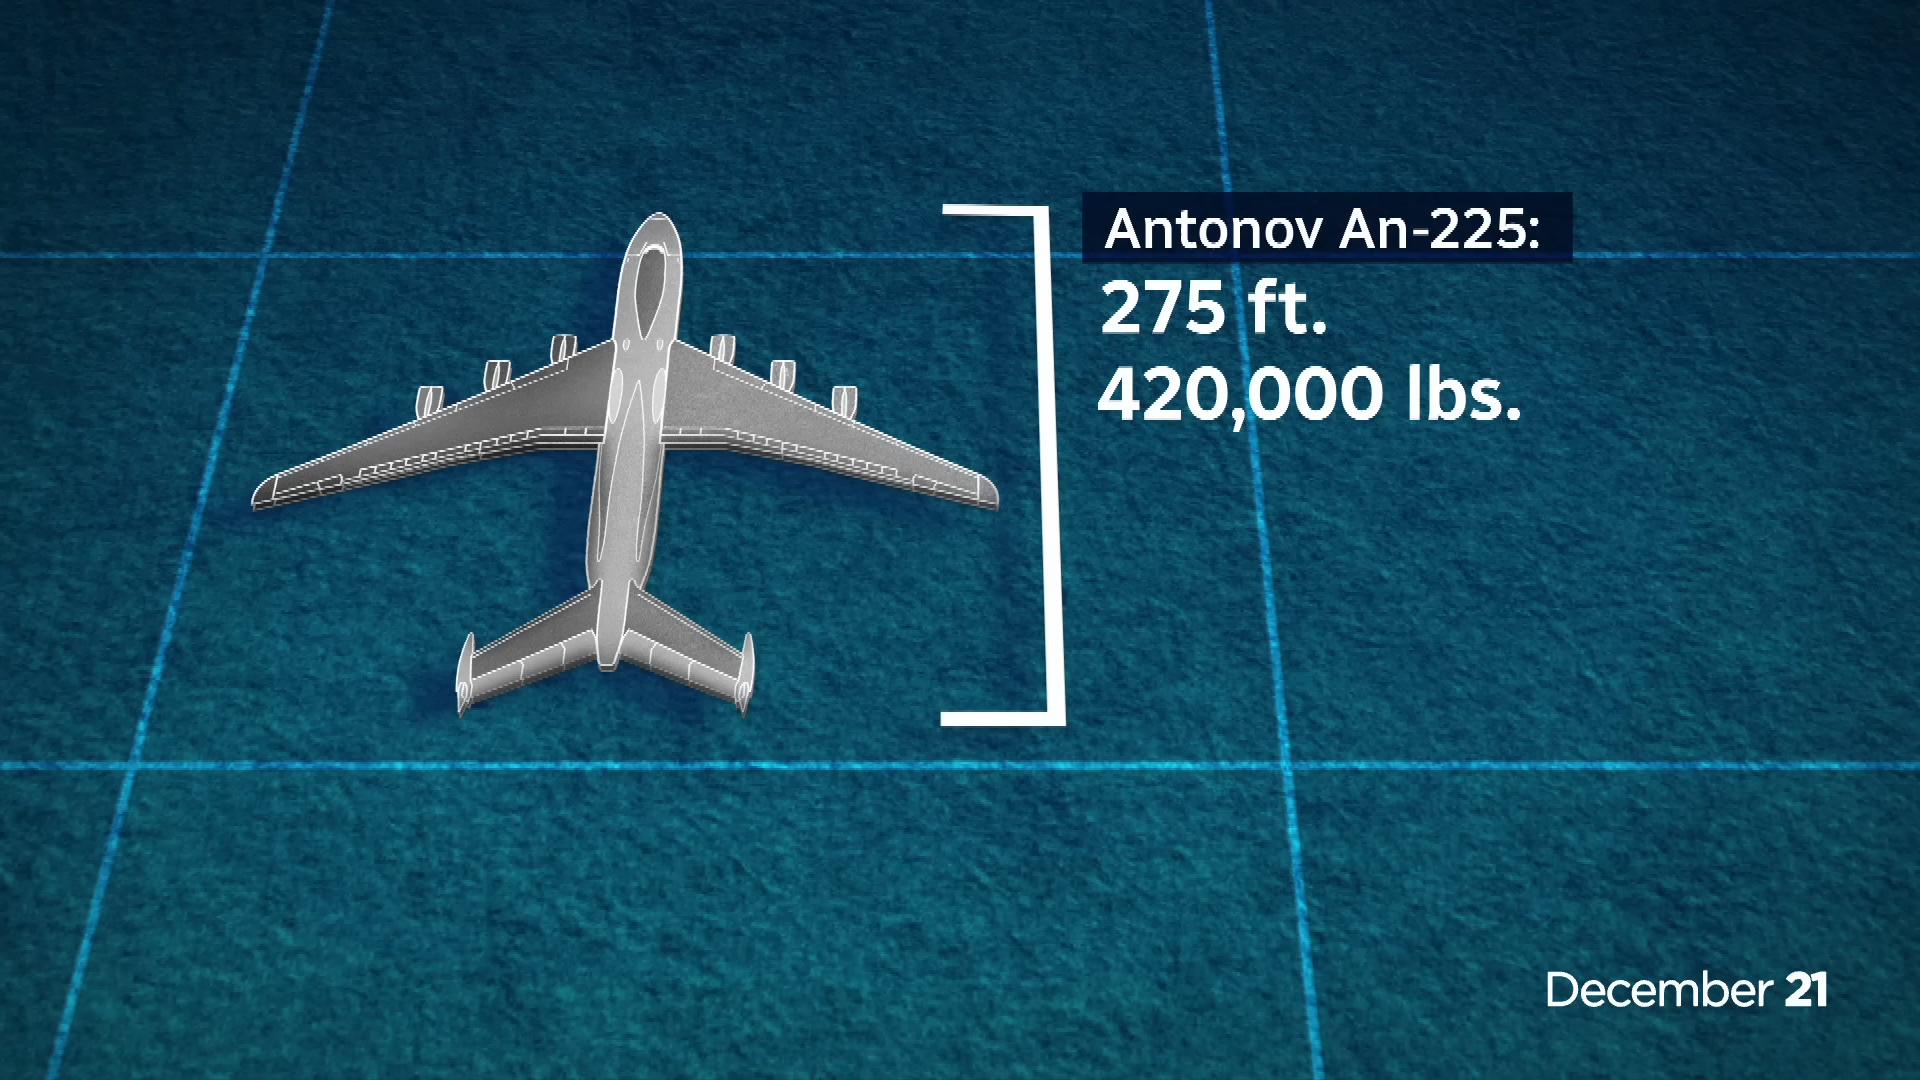 Antonov An-225:
275 ft.
420,000 lbs.
December 21